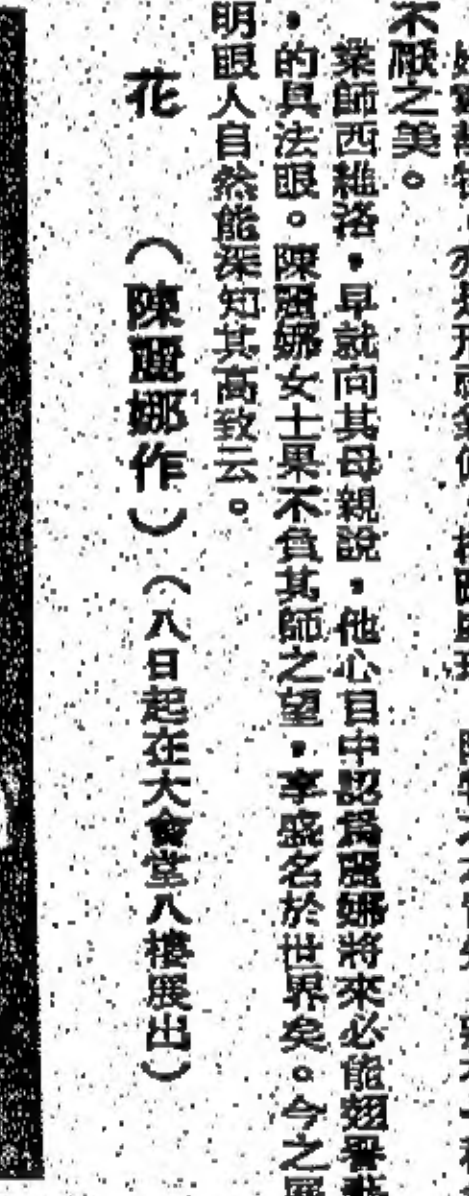 不厭之美。
業師西維洛，早就向其母親說，他心目中認爲麗娜將來必能翅
，的具法眼。陳麗娜女士果不負其師之望，享盛名於世界矣。今之展
明眼人自然能深知其高致云。
花　（陳麗娜作）（八日起在大會堂八樓展出）